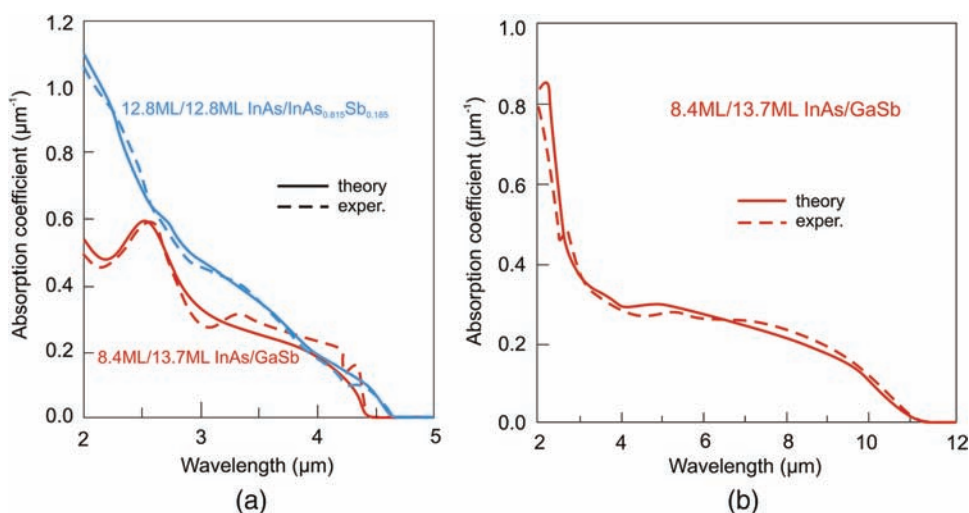 1.2
1.0
0.8
0.6
0.4
0.2
0.0
Absorption coefficient (μm⁻¹)
12.8ML/12.8ML InAs/InAs₀.₈₁₅Sb₀.₁₈₅
theory
exper.
8.4ML/13.7ML InAs/GaSb
2 3 4 5
Wavelength (μm)
(a)
1.0
0.8
0.6
0.4
0.2
0.0
Absorption coefficient (μm⁻¹)
8.4ML/13.7ML InAs/GaSb
theory
exper.
2 4 6 8 10 12
Wavelength (μm)
(b)